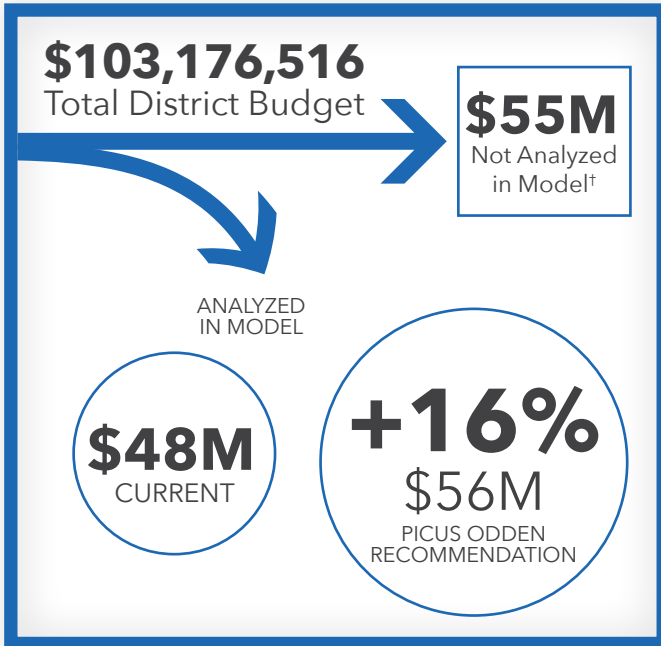 $103,176,516
Total District Budget
$55M
Not Analyzed
in Model†
ANALYZED
IN MODEL
$48M
CURRENT
+16%
$56M
PICUS ODDEN
RECOMMENDATION